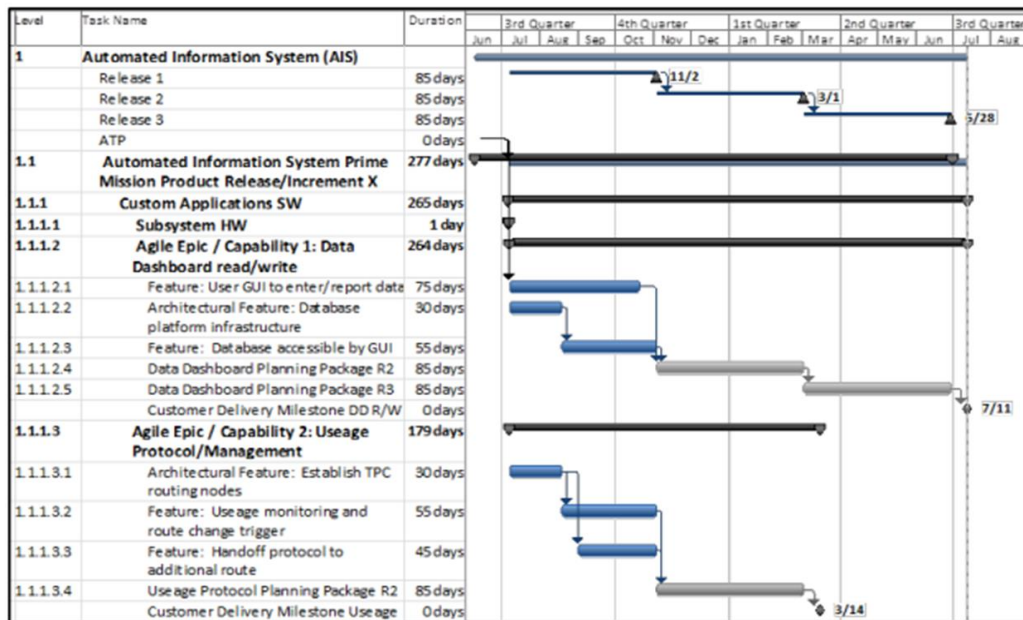 Level Task Name Duration 3rd Quarter 4th Quarter 1st Quarter 2nd Quarter 3rd Quarter
Jun Jul Aug Sep Oct Nov Dec Jan Feb Mar Apr May Jun Jul Aug
1 Automated Information System (AIS)
Release 1 85 days 11/2
Release 2 85 days 3/1
Release 3 85 days /28
ATP 0 days
1.1 Automated Information System Prime 277 days
Mission Product Release/Increment X
1.1.1 Custom Applications SW 265 days
1.1.1.1 Subsystem HW 1 day
1.1.1.2 Agile Epic / Capability 1: Data 264 days
Dashboard read/write
1.1.1.2.1 Feature: User GUI to enter/report data 75 days
1.1.1.2.2 Architectural Feature: Database 30 days
platform infrastructure
1.1.1.2.3 Feature: Database accessible by GUI 55 days
1.1.1.2.4 Data Dashboard Planning Package R2 85 days
1.1.1.2.5 Data Dashboard Planning Package R3 85 days
Customer Delivery Milestone DD R/W 0 days 7/11
1.1.1.3 Agile Epic / Capability 2: Useage 179 days
Protocol/Management
1.1.1.3.1 Architectural Feature: Establish TPC 30 days
routing nodes
1.1.1.3.2 Feature: Useage monitoring and 55 days
route change trigger
1.1.1.3.3 Feature: Handoff protocol to 45 days
additional route
1.1.1.3.4 Useage Protocol Planning Package R2 85 days
Customer Delivery Milestone Useage 0 days 3/14